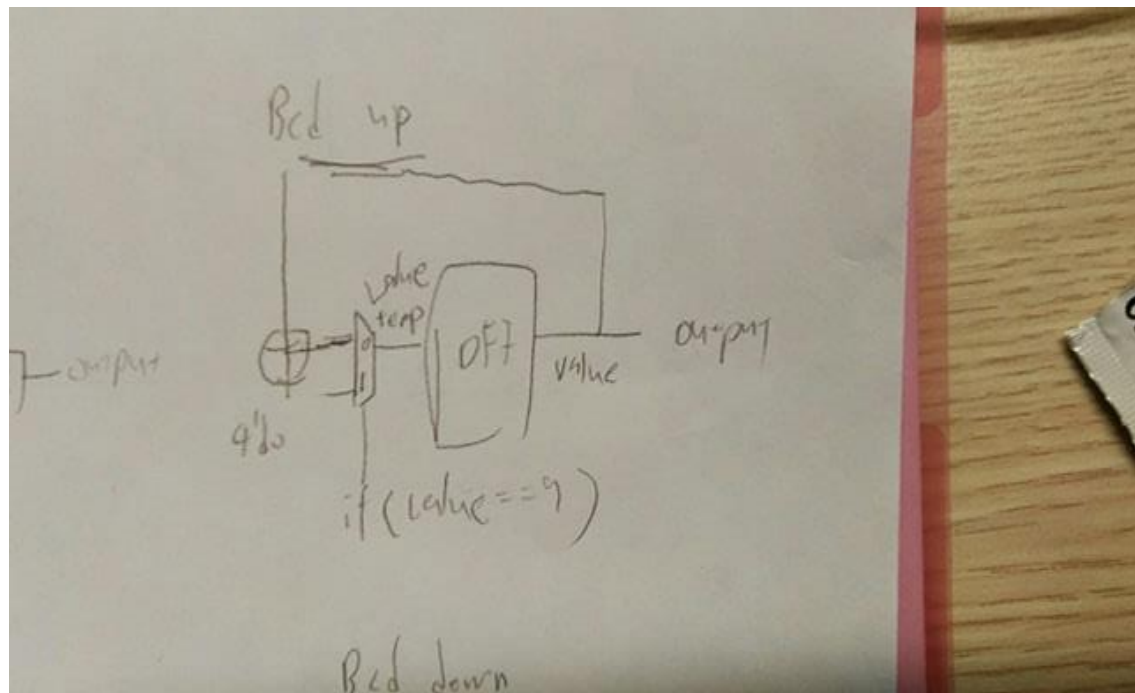 Bcd up
value
temp
0
1
DFF
value
output
output
4'd0
if (value==9)
Bcd down